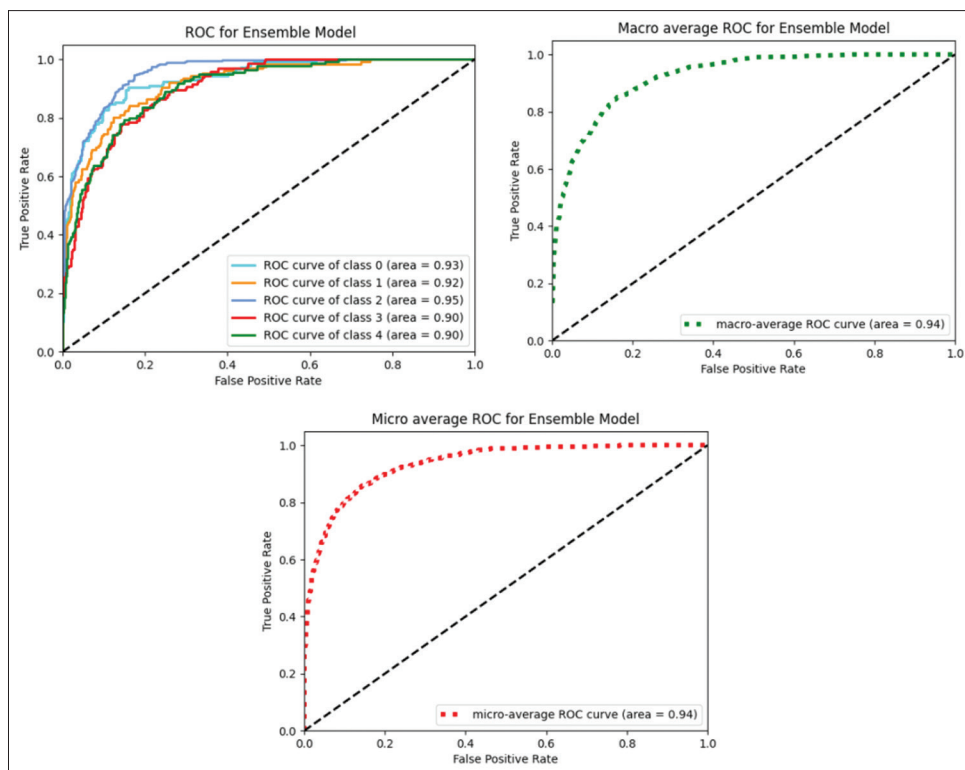 ROC for Ensemble Model
1.0
0.8
0.6
0.4
0.2
0.0
True Positive Rate
ROC curve of class 0 (area = 0.93)
ROC curve of class 1 (area = 0.92)
ROC curve of class 2 (area = 0.95)
ROC curve of class 3 (area = 0.90)
ROC curve of class 4 (area = 0.90)
0.0 0.2 0.4 0.6 0.8 1.0
False Positive Rate
Macro average ROC for Ensemble Model
1.0
0.8
0.6
0.4
0.2
0.0
True Positive Rate
macro-average ROC curve (area = 0.94)
0.0 0.2 0.4 0.6 0.8 1.0
False Positive Rate
Micro average ROC for Ensemble Model
1.0
0.8
0.6
0.4
0.2
0.0
True Positive Rate
micro-average ROC curve (area = 0.94)
0.0 0.2 0.4 0.6 0.8 1.0
False Positive Rate